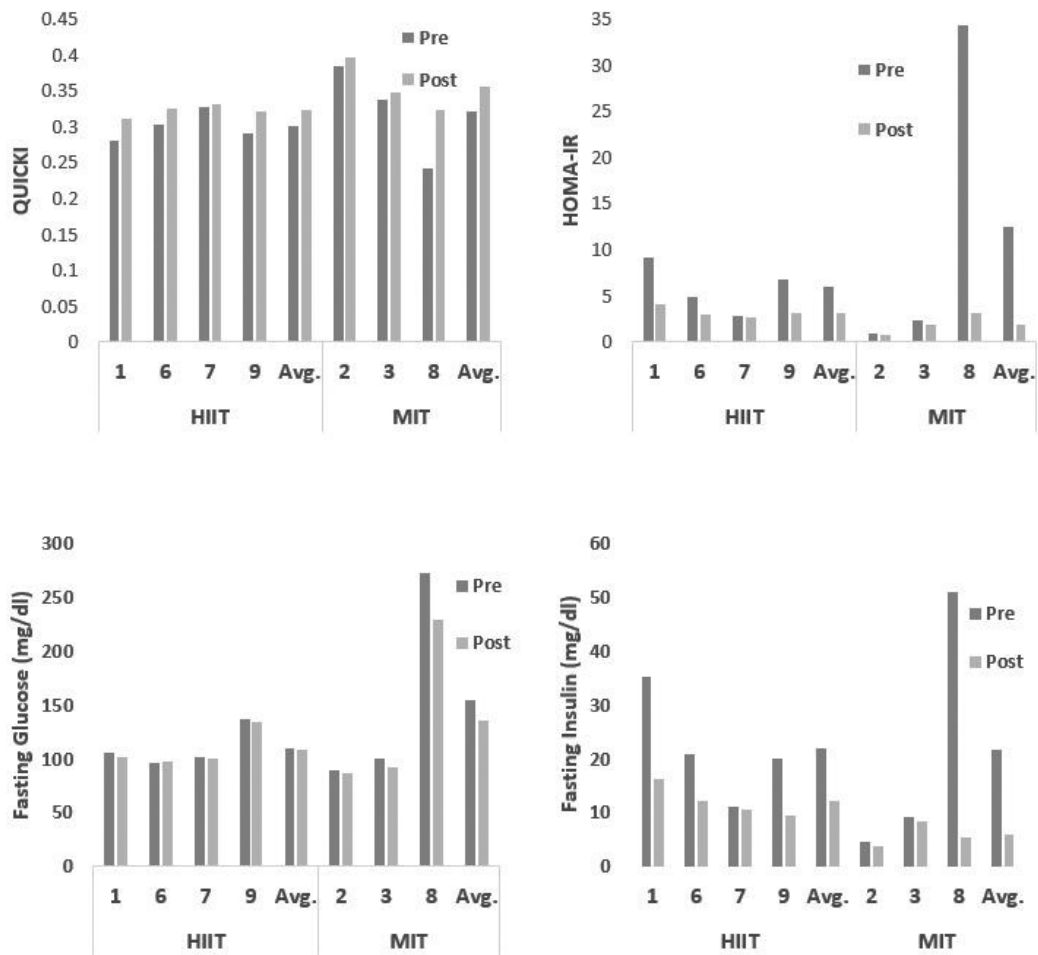 QUICKI
0.45
0.4
0.35
0.3
0.25
0.2
0.15
0.1
0.05
0
Pre
Post
1 6 7 9 Avg. 2 3 8 Avg.
HIIT MIT
HOMA-IR
35
30
25
20
15
10
5
0
Pre
Post
1 6 7 9 Avg. 2 3 8 Avg.
HIIT MIT
Fasting Glucose (mg/dl)
300
250
200
150
100
50
0
Pre
Post
1 6 7 9 Avg. 2 3 8 Avg.
HIIT MIT
Fasting Insulin (mg/dl)
60
50
40
30
20
10
0
Pre
Post
1 6 7 9 Avg. 2 3 8 Avg.
HIIT MIT